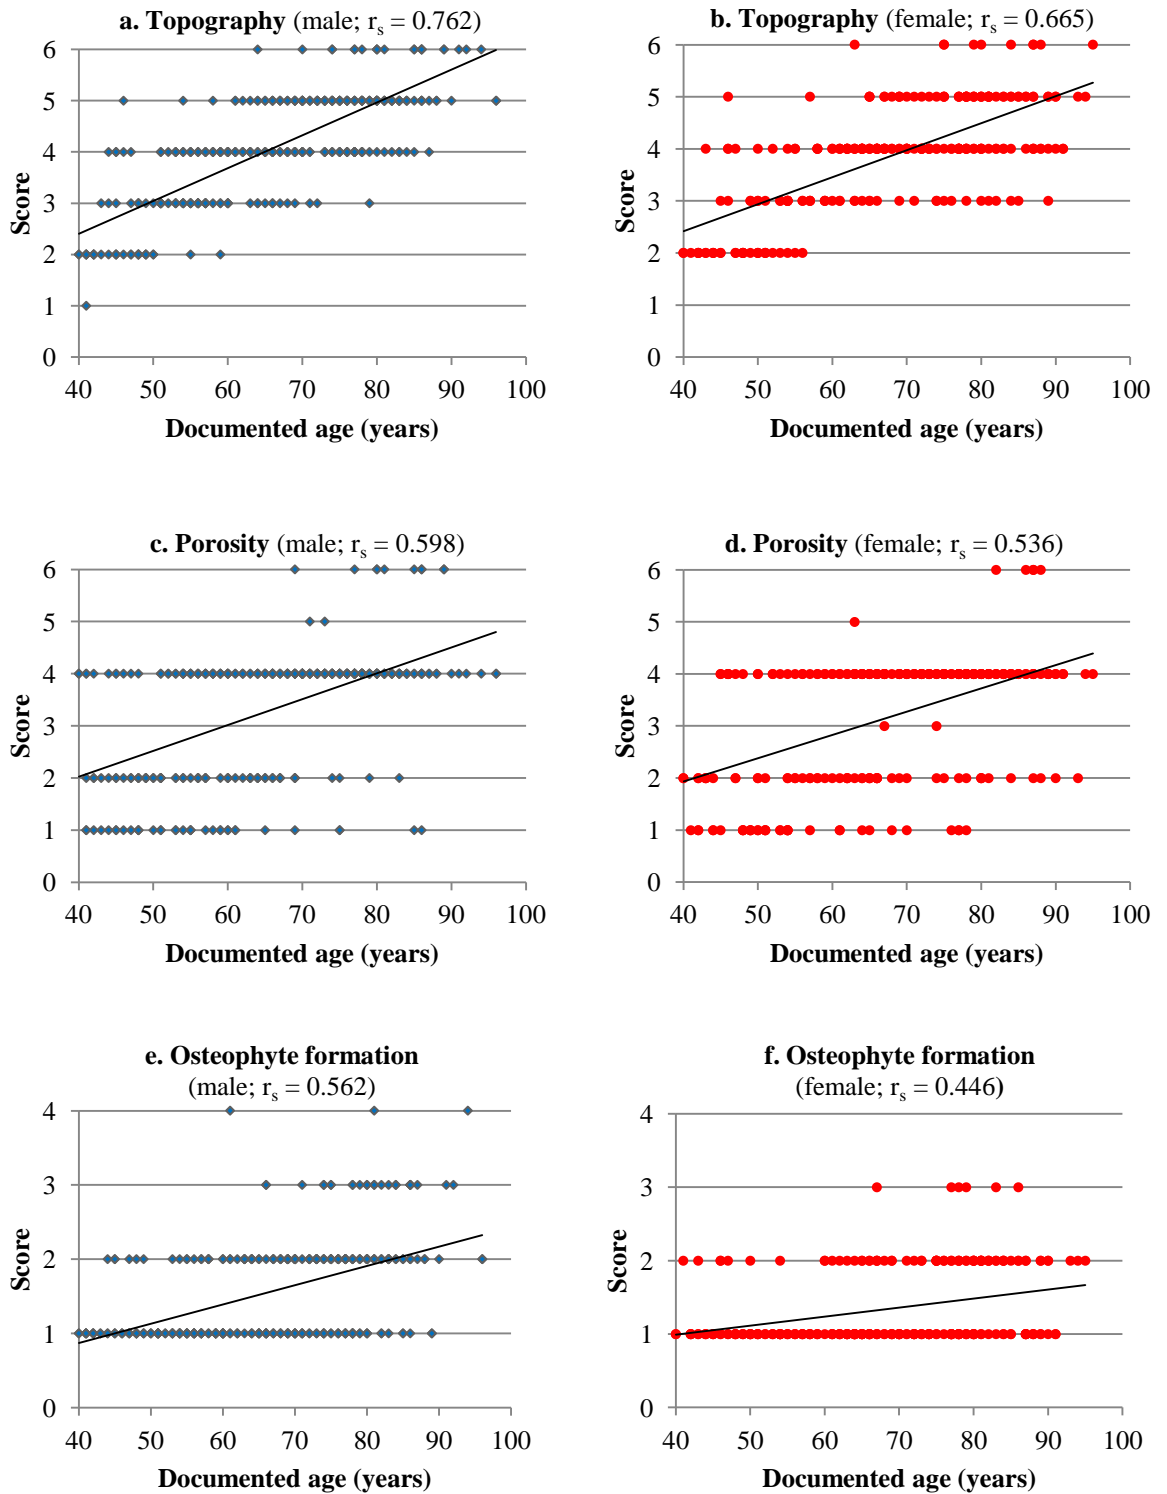 a. Topography (male; rs = 0.762)
6
5
4
3
2
1
0
Score
40 50 60 70 80 90 100
Documented age (years)
b. Topography (female; rs = 0.665)
6
5
4
3
2
1
0
Score
40 50 60 70 80 90 100
Documented age (years)
c. Porosity (male; rs = 0.598)
6
5
4
3
2
1
0
Score
40 50 60 70 80 90 100
Documented age (years)
d. Porosity (female; rs = 0.536)
6
5
4
3
2
1
0
Score
40 50 60 70 80 90 100
Documented age (years)
e. Osteophyte formation
(male; rs = 0.562)
4
3
2
1
0
Score
40 50 60 70 80 90 100
Documented age (years)
f. Osteophyte formation
(female; rs = 0.446)
4
3
2
1
0
Score
40 50 60 70 80 90 100
Documented age (years)